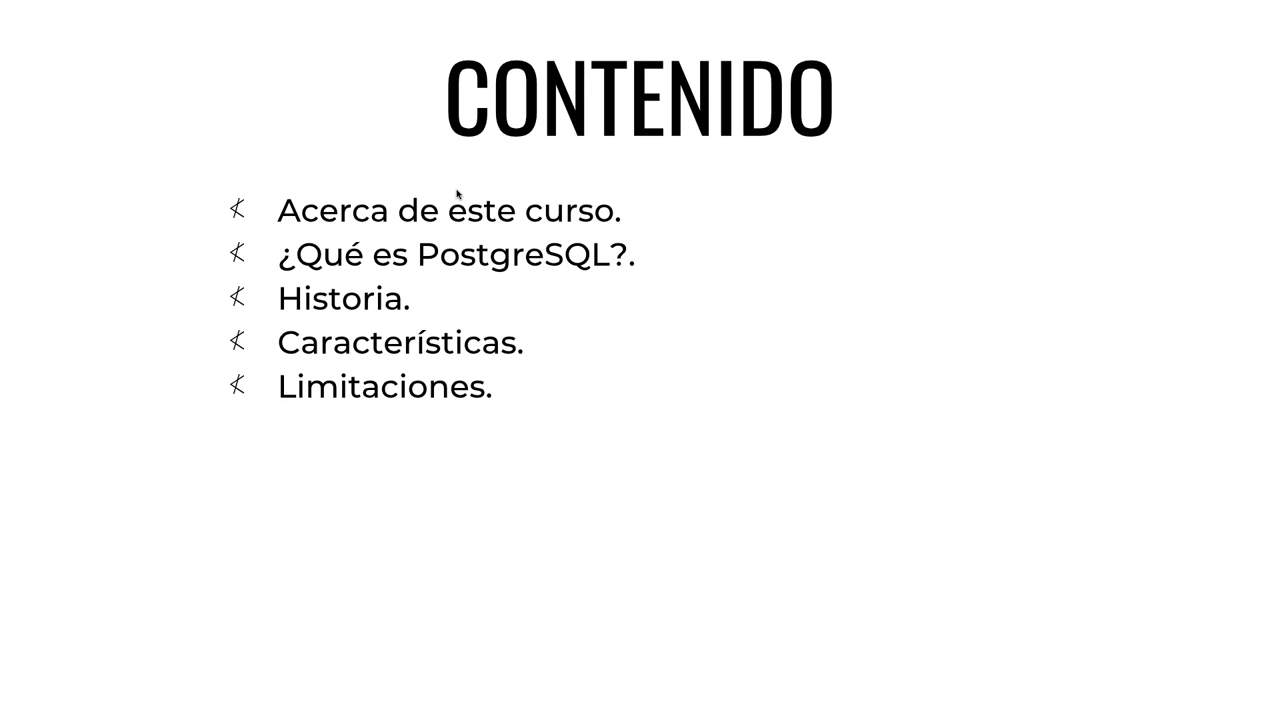 CONTENIDO
Acerca de este curso.
¿Qué es PostgreSQL?.
Historia.
Características.
Limitaciones.